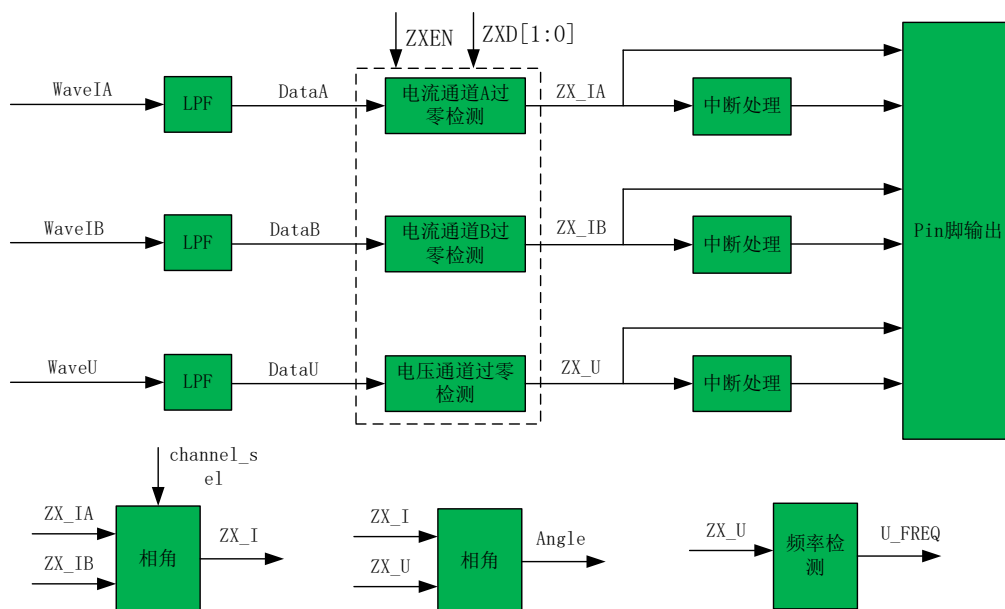 ZXEN
ZXD[1:0]
WaveIA
LPF
DataA
电流通道A过
零检测
ZX_IA
中断处理
WaveIB
LPF
DataB
电流通道B过
零检测
ZX_IB
中断处理
Pin脚输出
WaveU
LPF
DataU
电压通道过零
检测
ZX_U
中断处理
channel_s
el
ZX_IA
ZX_IB
相角
ZX_I
ZX_I
ZX_U
相角
Angle
ZX_U
频率检
测
U_FREQ